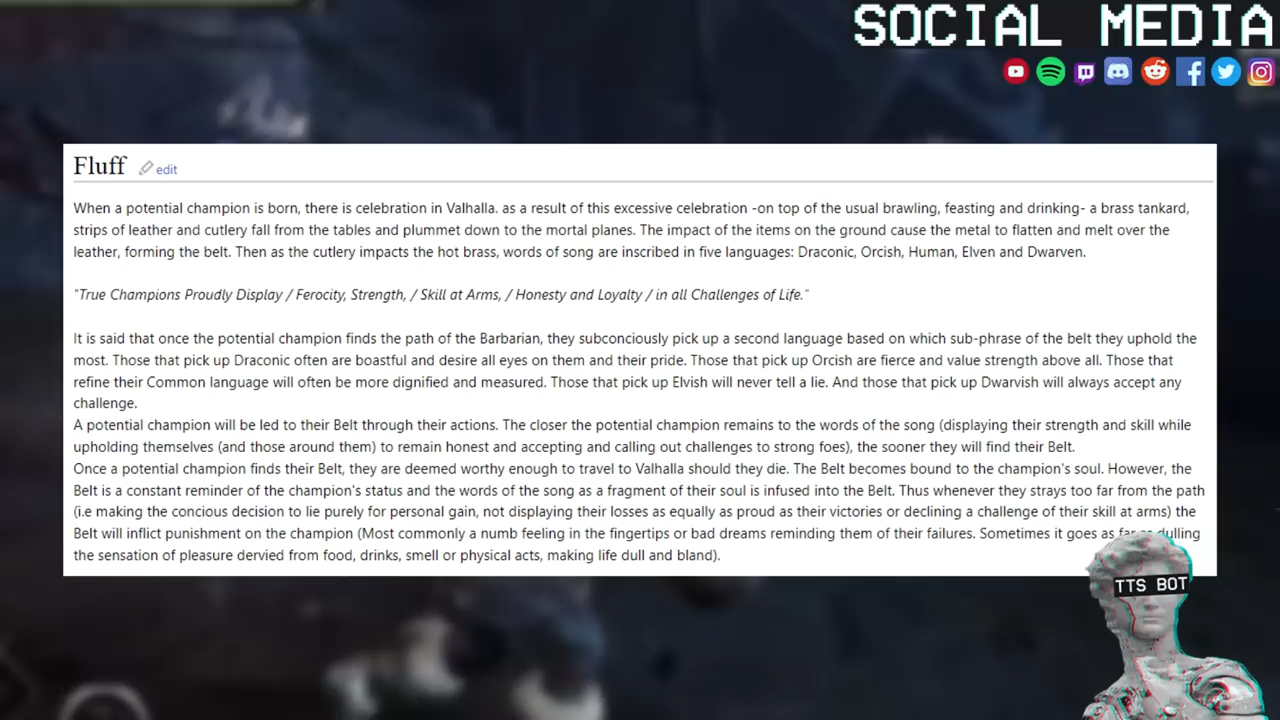 SOCIAL MEDIA
Fluff edit
When a potential champion is born, there is celebration in Valhalla. as a result of this excessive celebration -on top of the usual brawling, feasting and drinking- a brass tankard,
strips of leather and cutlery fall from the tables and plummet down to the mortal planes. The impact of the items on the ground cause the metal to flatten and melt over the
leather, forming the belt. Then as the cutlery impacts the hot brass, words of song are inscribed in five languages: Draconic, Orcish, Human, Elven and Dwarven.
"True Champions Proudly Display / Ferocity, Strength, / Skill at Arms, / Honesty and Loyalty / in all Challenges of Life."
It is said that once the potential champion finds the path of the Barbarian, they subconciously pick up a second language based on which sub-phrase of the belt they uphold the
most. Those that pick up Draconic often are boastful and desire all eyes on them and their pride. Those that pick up Orcish are fierce and value strength above all. Those that
refine their Common language will often be more dignified and measured. Those that pick up Elvish will never tell a lie. And those that pick up Dwarvish will always accept any
challenge.
A potential champion will be led to their Belt through their actions. The closer the potential champion remains to the words of the song (displaying their strength and skill while
upholding themselves (and those around them) to remain honest and accepting and calling out challenges to strong foes), the sooner they will find their Belt.
Once a potential champion finds their Belt, they are deemed worthy enough to travel to Valhalla should they die. The Belt becomes bound to the champion's soul. However, the
Belt is a constant reminder of the champion's status and the words of the song as a fragment of their soul is infused into the Belt. Thus whenever they strays too far from the path
(i.e making the concious decision to lie purely for personal gain, not displaying their losses as equally as proud as their victories or declining a challenge of their skill at arms) the
Belt will inflict punishment on the champion (Most commonly a numb feeling in the fingertips or bad dreams reminding them of their failures. Sometimes it goes as far as dulling
the sensation of pleasure dervied from food, drinks, smell or physical acts, making life dull and bland).
TTS BOT